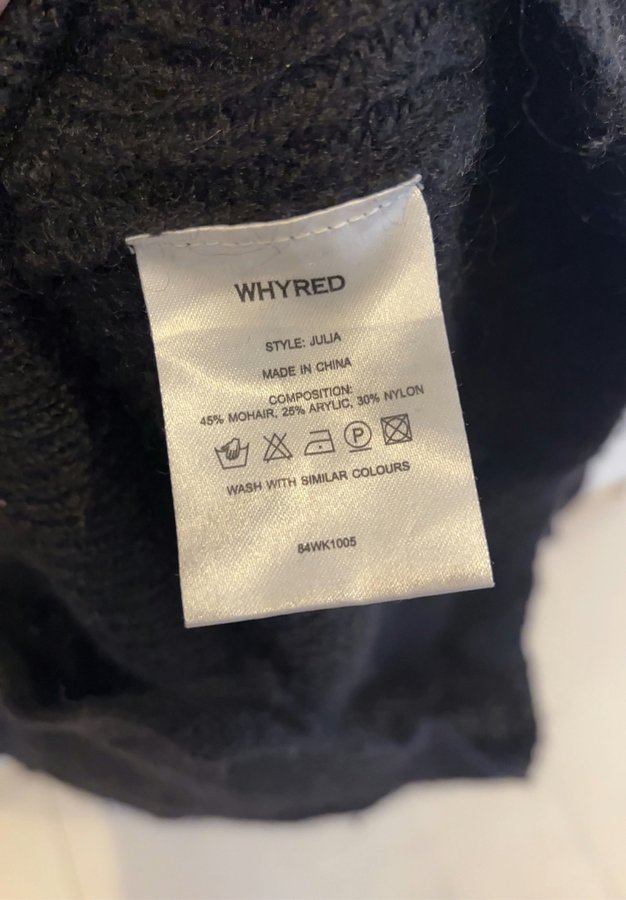 WHYRED
STYLE: JULIA
MADE IN CHINA
COMPOSITION:
45% MOHAIR, 25% ARYLIC, 30% NYLON
P
WASH WITH SIMILAR COLOURS
84WK1005